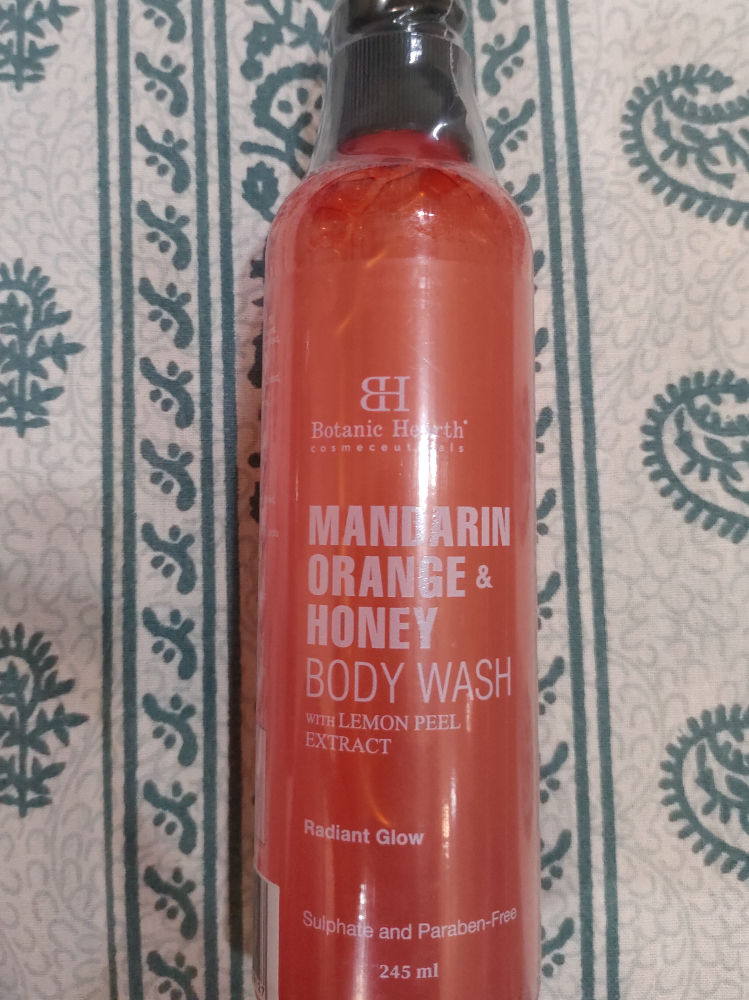 BH
Botanic Hearth®
cosmeceuticals
MANDARIN
ORANGE &
HONEY
BODY WASH
WITH LEMON PEEL
EXTRACT
Radiant Glow
Sulphate and Paraben-Free
245 ml